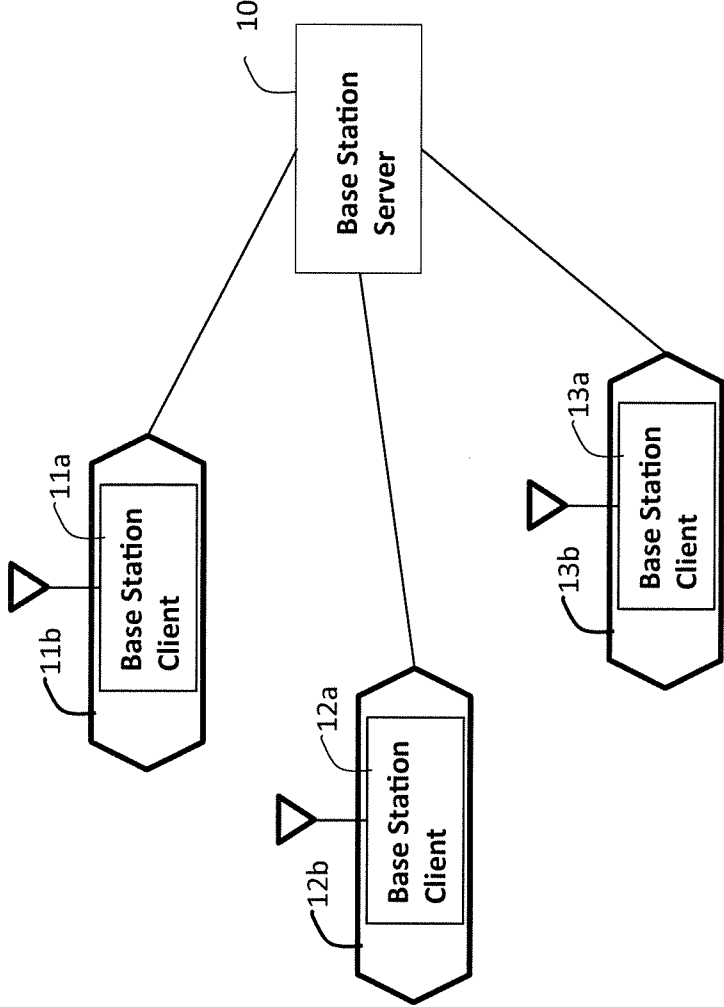 10
Base Station
Server
11a
11b
Base Station
Client
12a
12b
Base Station
Client
13a
13b
Base Station
Client